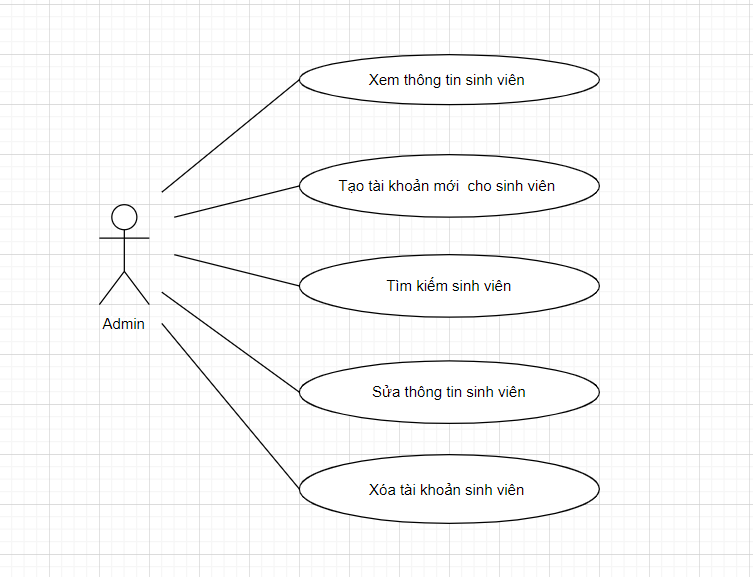 Xem thông tin sinh viên
Tạo tài khoản mới  cho sinh viên
Tìm kiếm sinh viên
Admin
Sửa thông tin sinh viên
Xóa tài khoản sinh viên